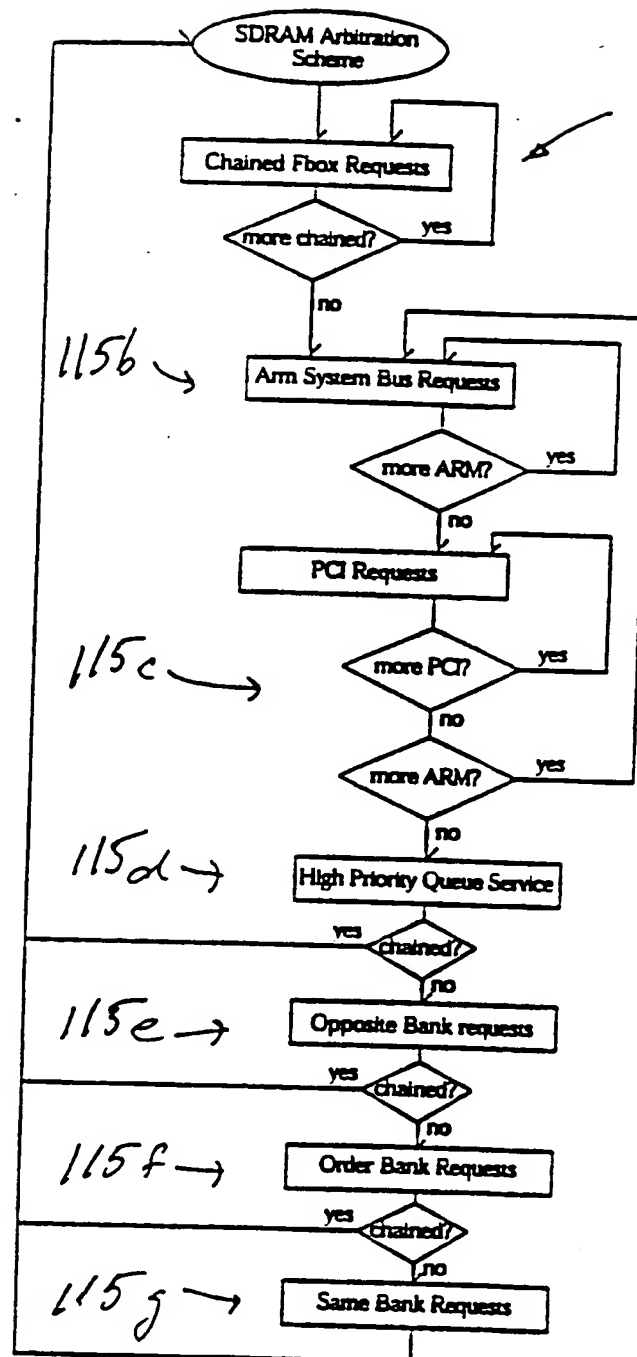 SDRAM Arbitration
Scheme
Chained Fbox Requests
more chained?
yes
no
115b
Arm System Bus Requests
more ARM?
yes
no
PCI Requests
115c
more PCI?
yes
no
more ARM?
yes
no
115d
High Priority Queue Service
yes
chained?
no
115e
Opposite Bank requests
yes
chained?
no
115f
Order Bank Requests
yes
chained?
no
115g
Same Bank Requests